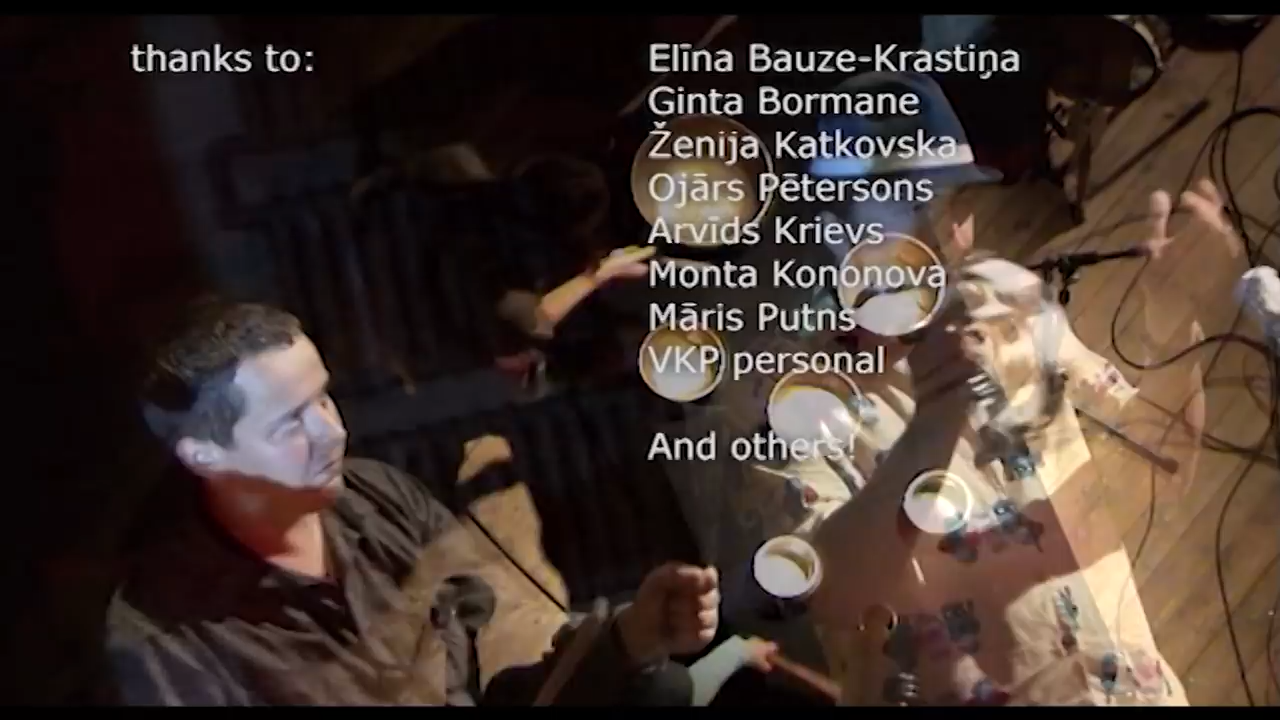 thanks to:
Elīna Bauze-Krastiņa
Ginta Bormane
Ženija Katkovska
Ojārs Pētersons
Arvīds Krievs
Monta Kononova
Māris Putns
VKP personal
And others!